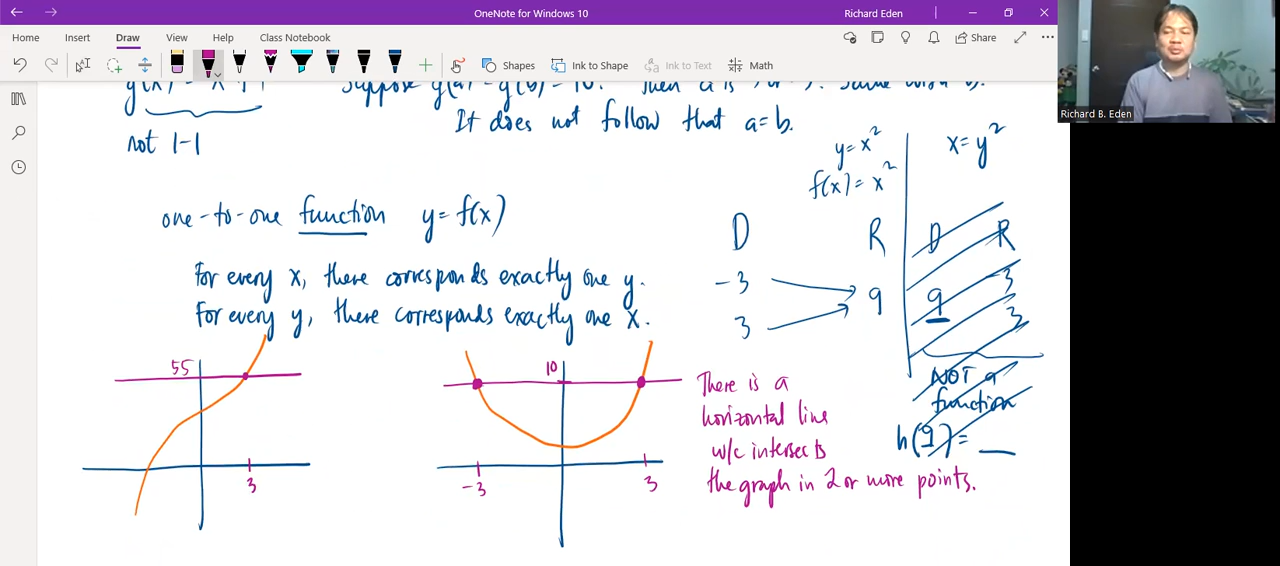 OneNote for Windows 10
Richard Eden
Home Insert Draw View Help Class Notebook
Share
Shapes Ink to Shape Ink to Text Math
Richard B. Eden
It does not follow that a=b.
not 1-1
y=x²
f(x)=x²
x=y²
one-to-one function y=f(x)
D R
-3
3
9
D R
9
-3
3
For every x, there corresponds exactly one y.
For every y, there corresponds exactly one x.
NOT a
function
h(9)= __
55
3
10
-3
3
There is a
horizontal line
w/c intersects
the graph in 2 or more points.